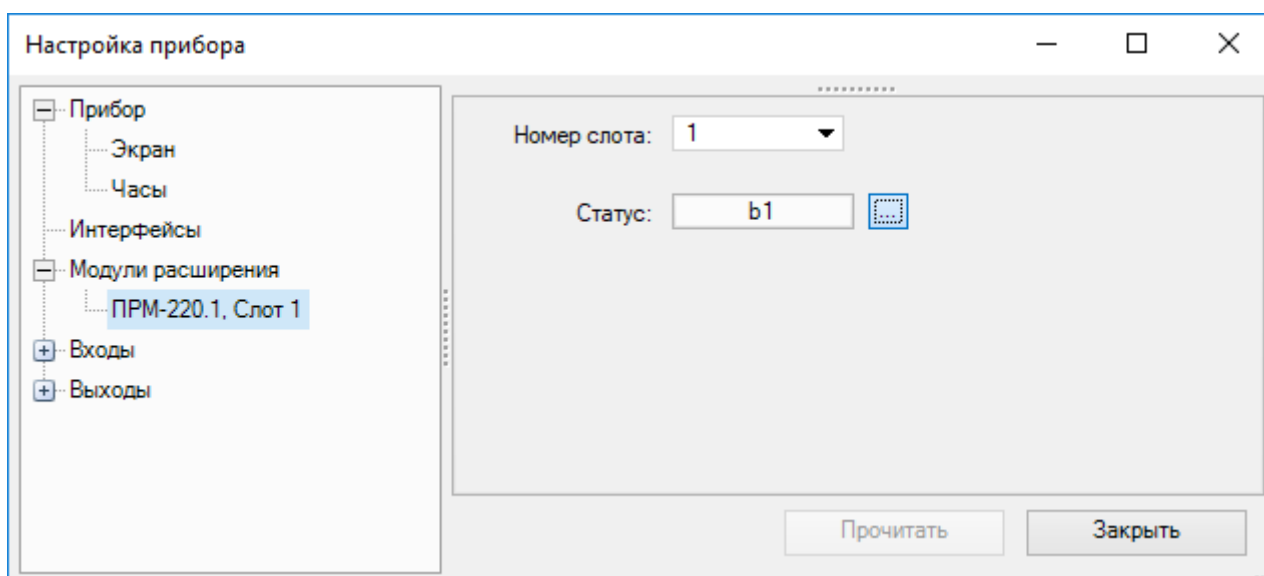 Настройка прибора
Прибор
Экран
Часы
Интерфейсы
Модули расширения
ПРМ-220.1, Слот 1
Входы
Выходы
Номер слота: 1
Статус: b1 ...
Прочитать Закрыть